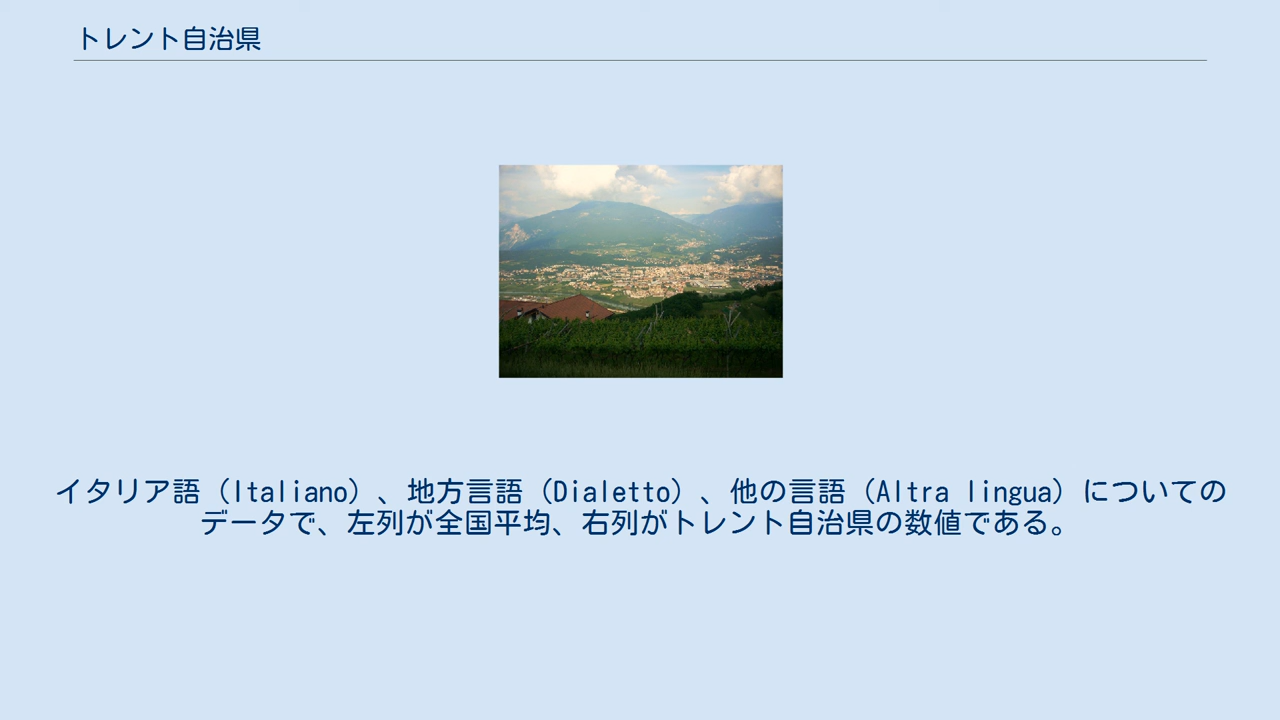 トレント自治県
イタリア語（Italiano）、地方言語（Dialetto）、他の言語（Altra lingua）についての
データで、左列が全国平均、右列がトレント自治県の数値である。